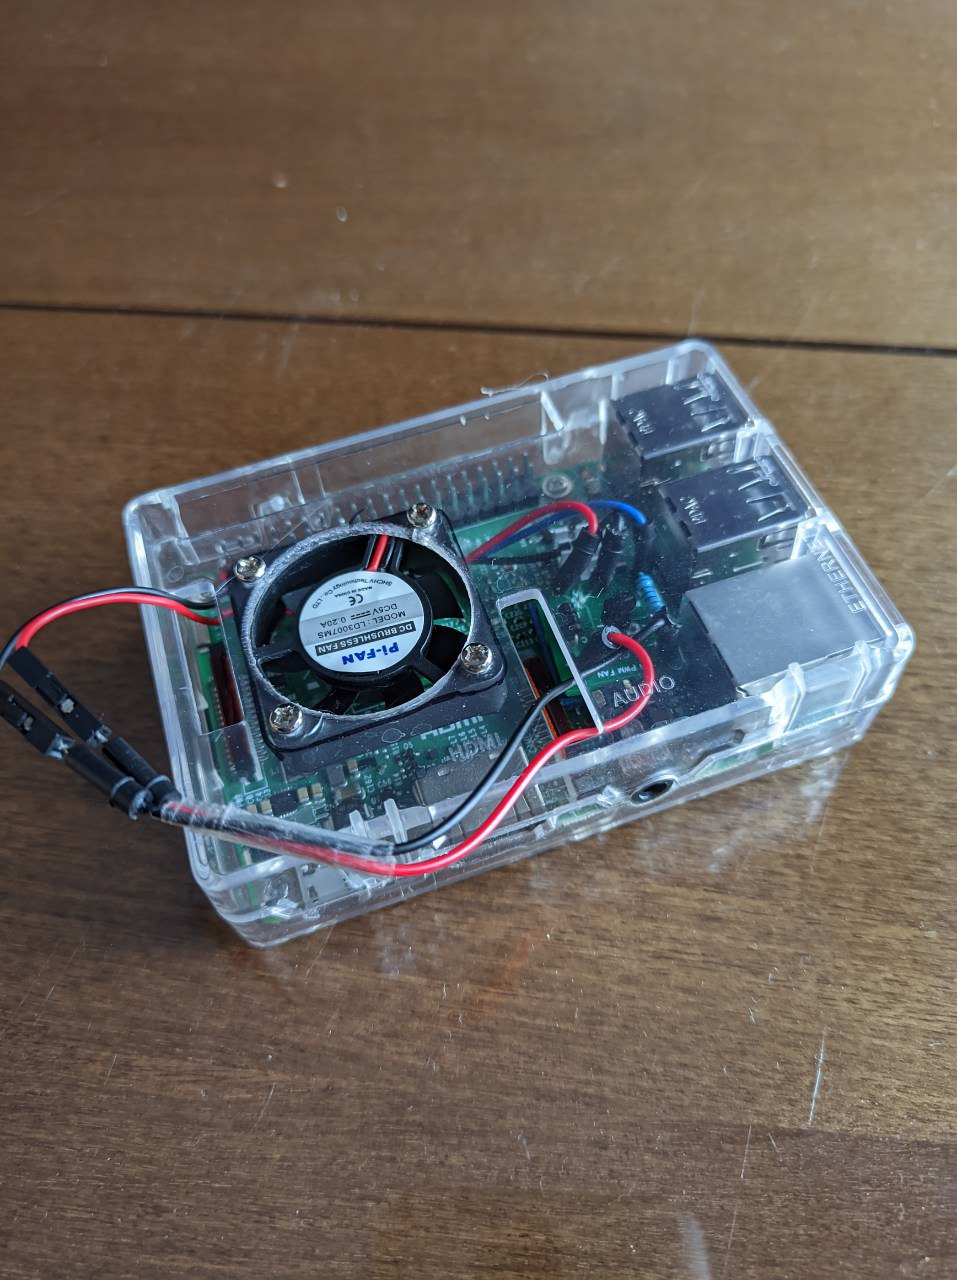 Pi-FAN
DC BRUSHLESS FAN
MODEL: LD3007MS
DC5V 0.20A
CE
MADE IN CHINA
SHCHV Technology Co., LTD
HDMI
HDMI
AUDIO
ETHERN
PWM FAN